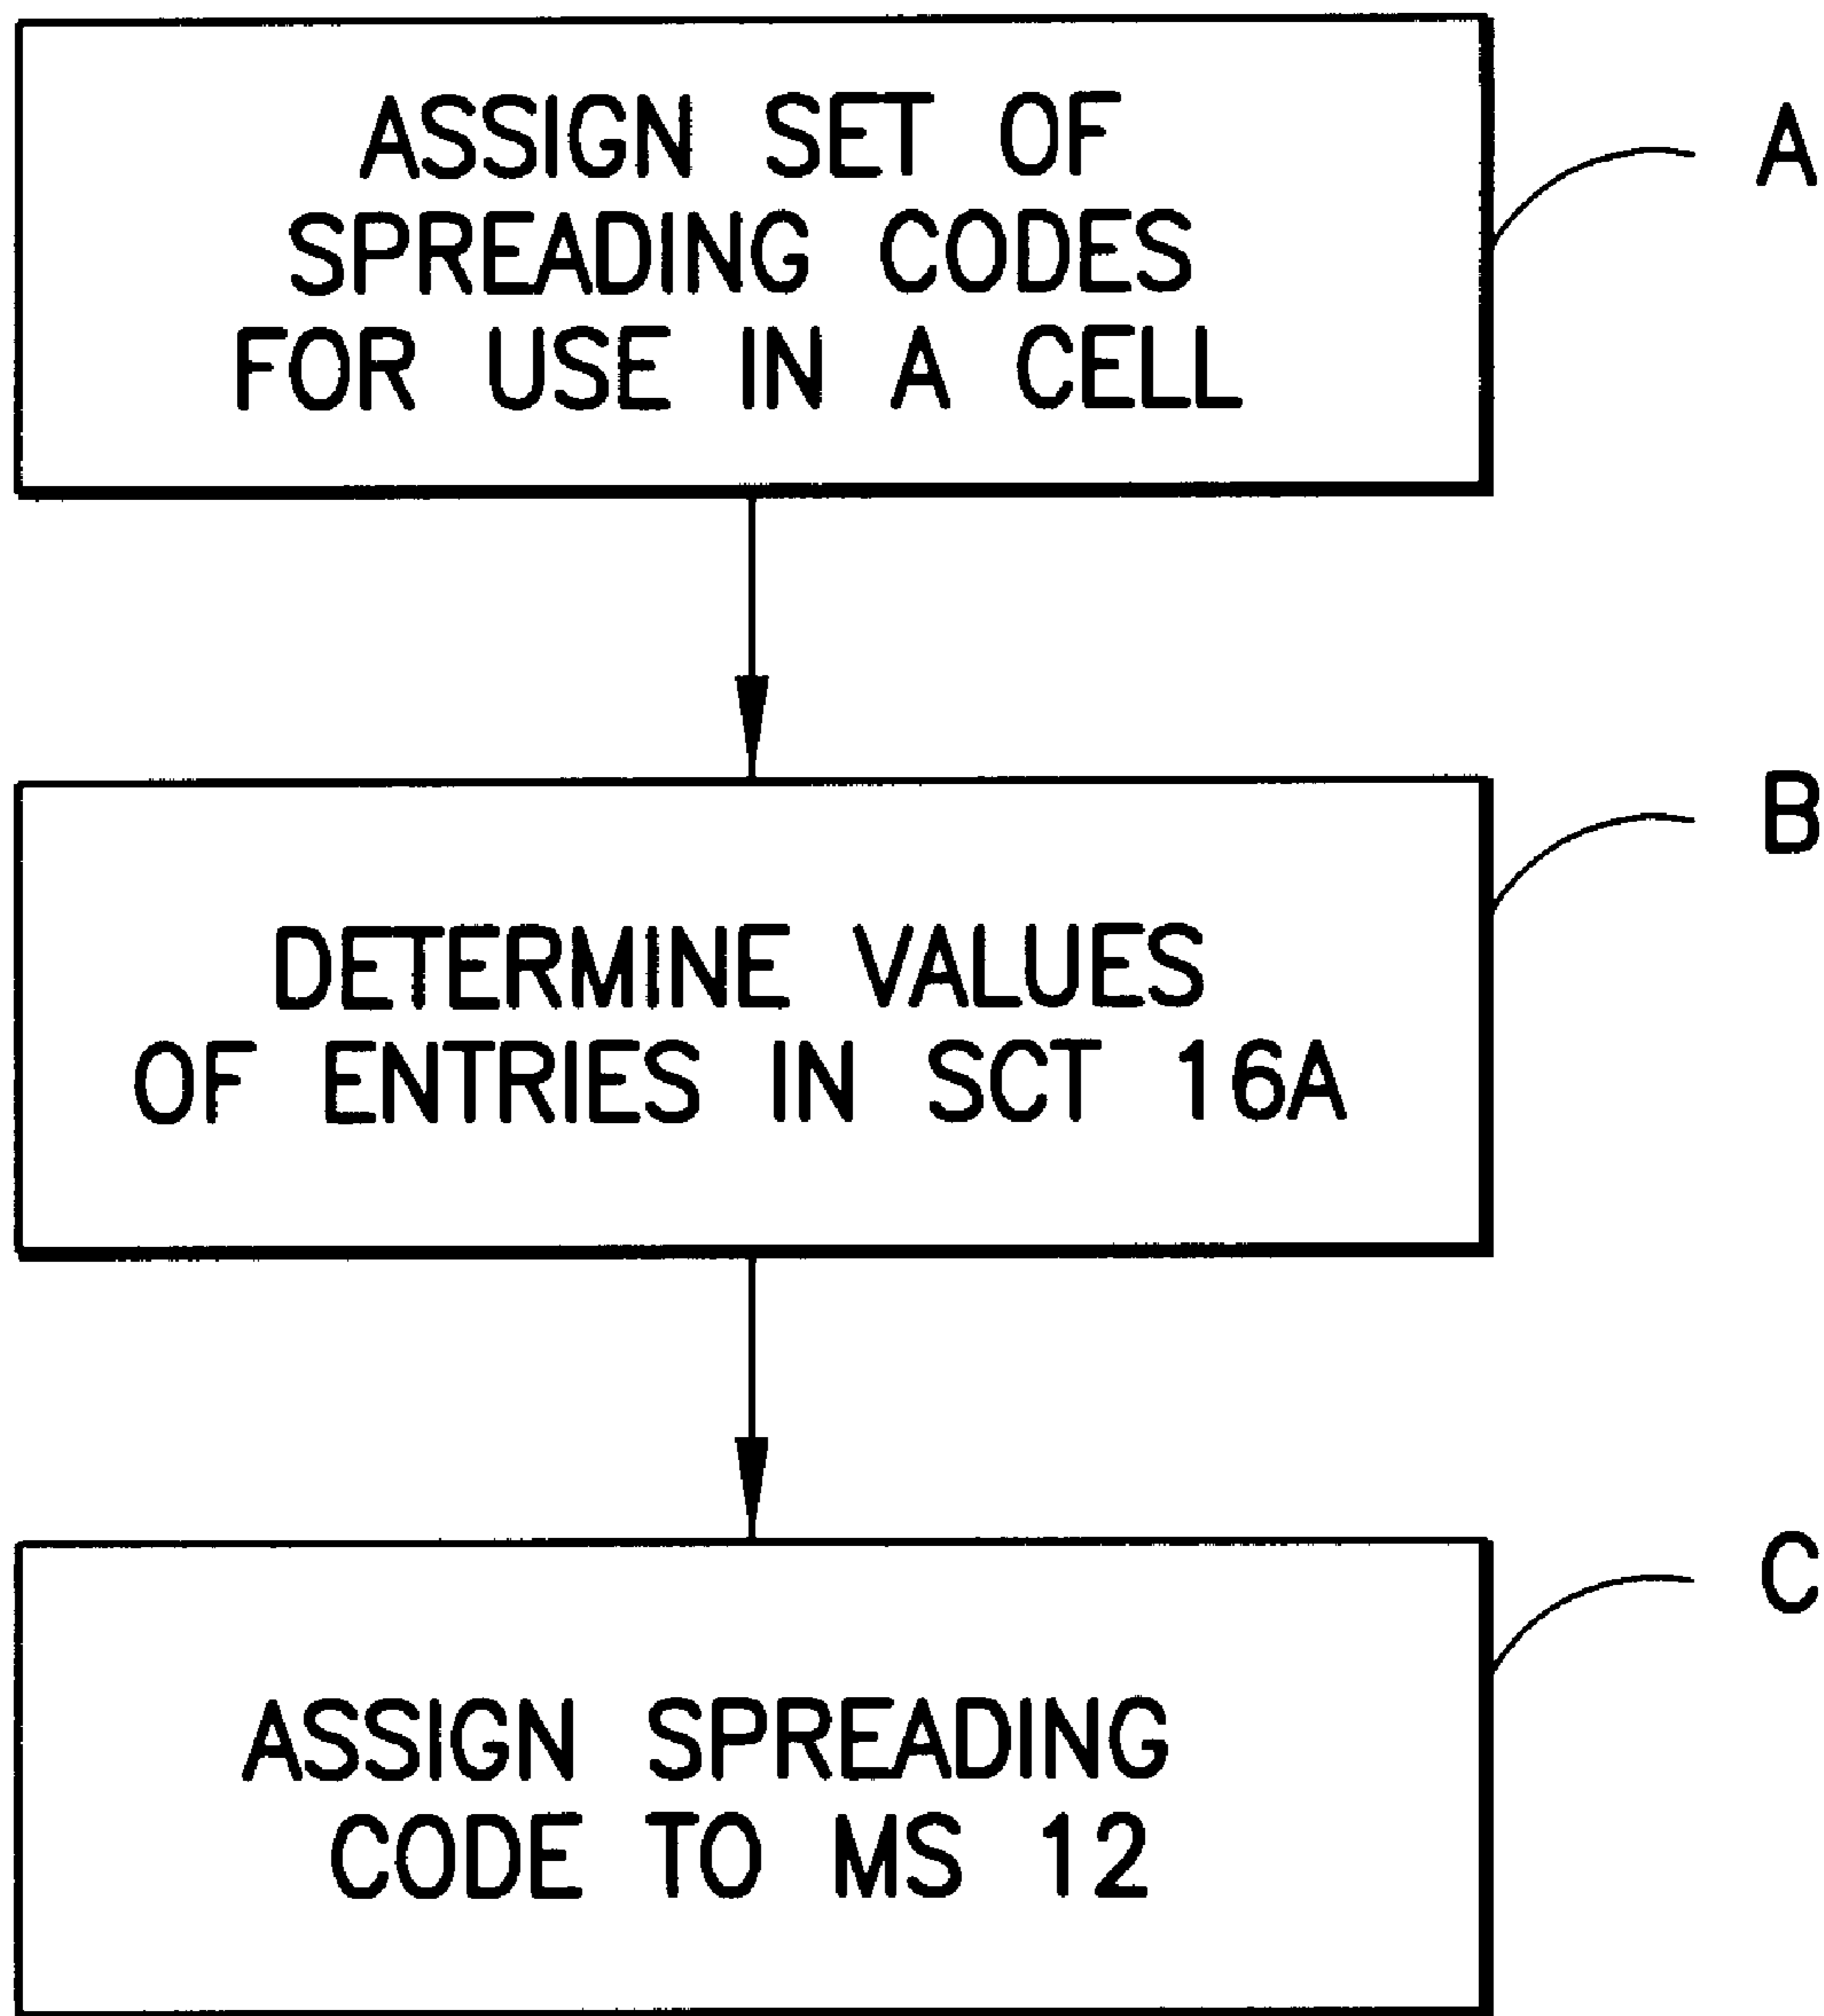 ASSIGN SET OF
SPREADING CODES
FOR USE IN A CELL
A
DETERMINE VALUES
OF ENTRIES IN SCT 16A
B
ASSIGN SPREADING
CODE TO MS 12
C